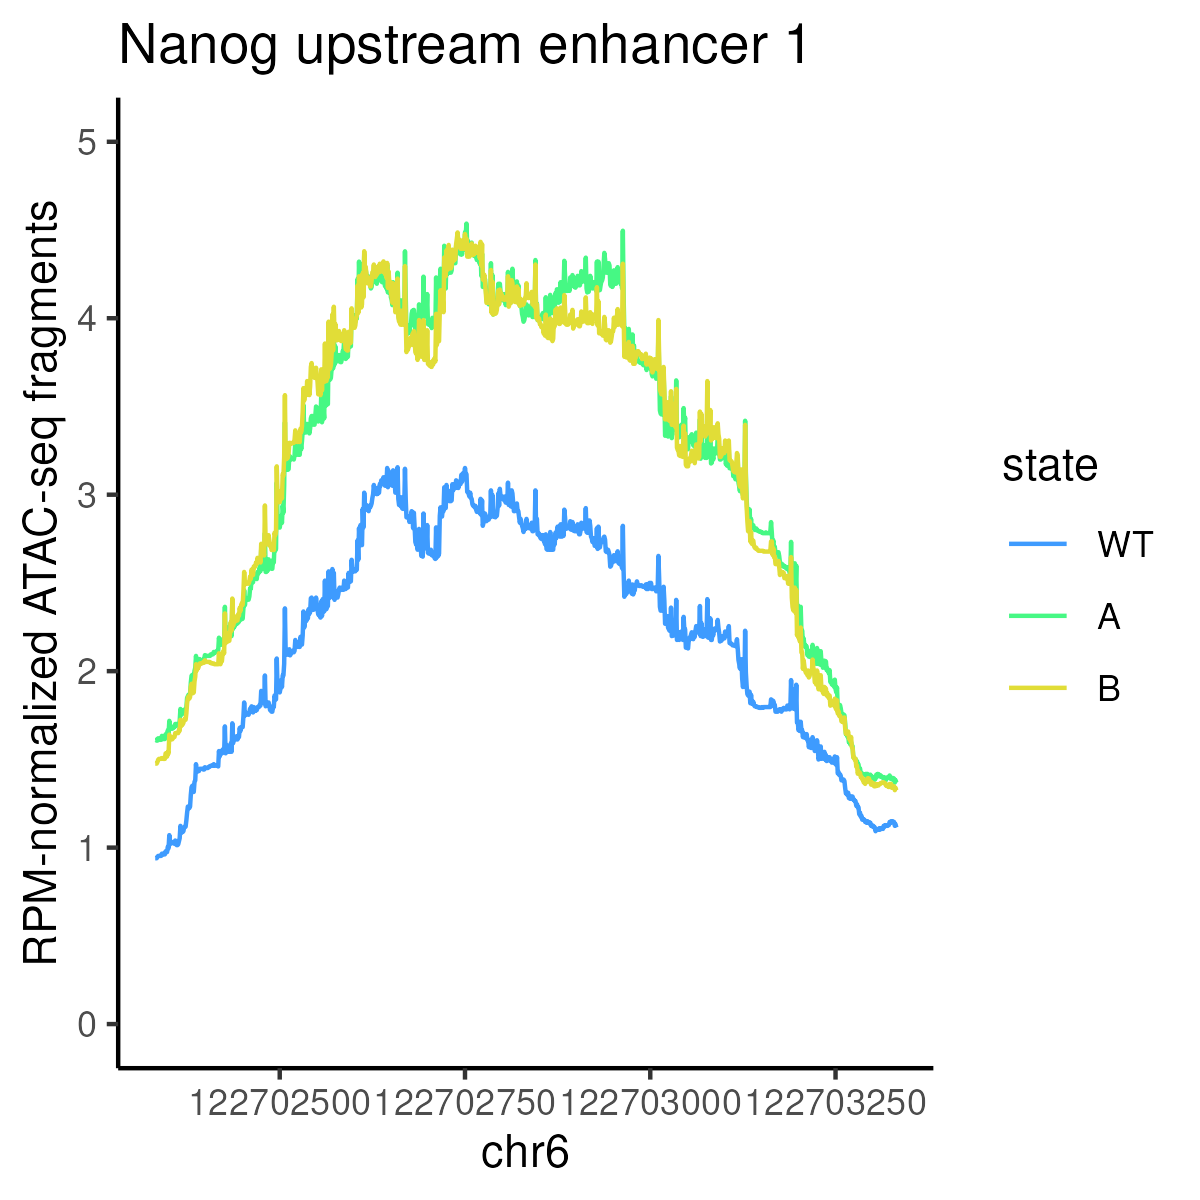 Nanog upstream enhancer 1
RPM-normalized ATAC-seq fragments
5
4
3
2
1
0
122702500 122702750 122703000 122703250
chr6
state
WT
A
B